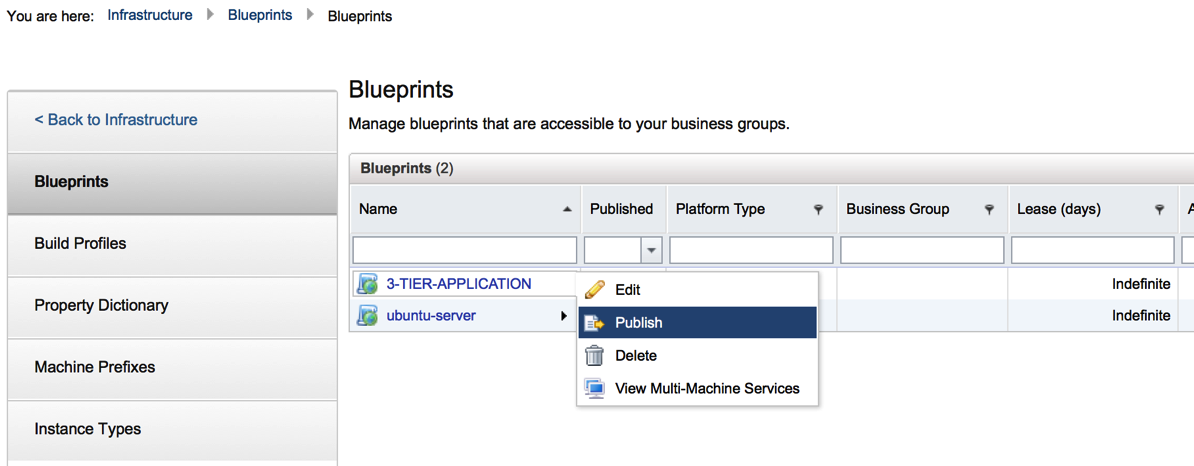 You are here: Infrastructure Blueprints Blueprints
< Back to Infrastructure
Blueprints
Build Profiles
Property Dictionary
Machine Prefixes
Instance Types
Blueprints
Manage blueprints that are accessible to your business groups.
Blueprints (2)
Name Published Platform Type Business Group Lease (days) A
3-TIER-APPLICATION Indefinite
ubuntu-server Indefinite
Edit
Publish
Delete
View Multi-Machine Services